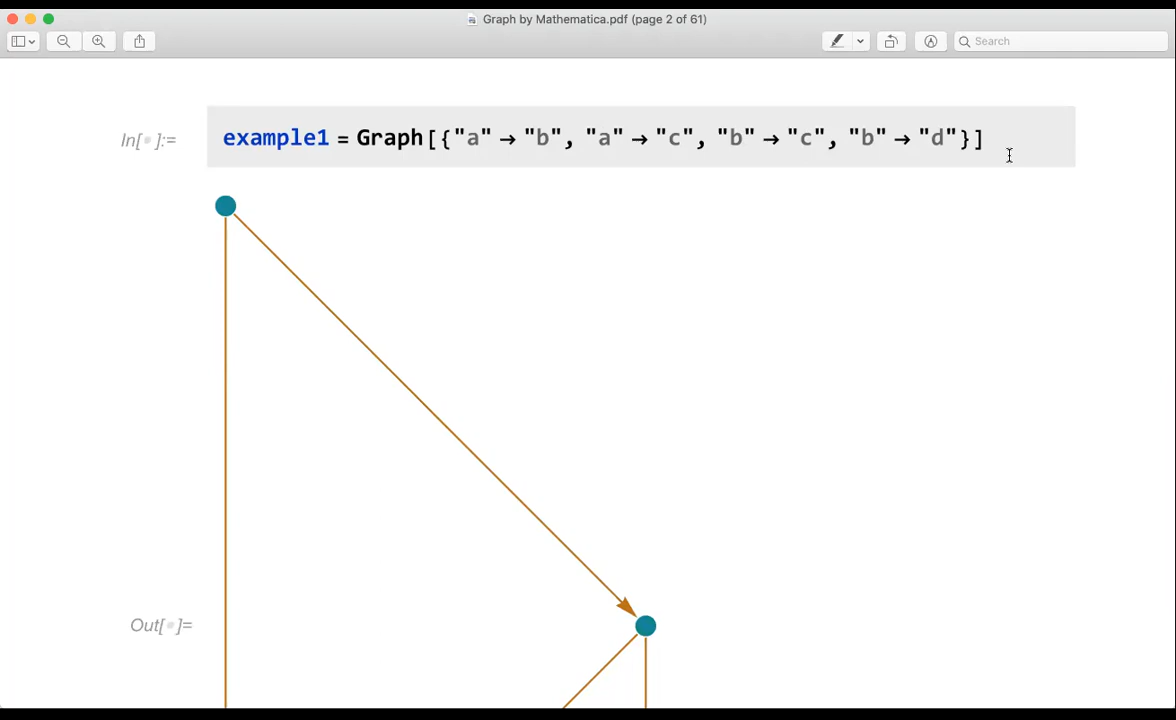 Graph by Mathematica.pdf (page 2 of 61)
Search
In[ ]:= example1 = Graph[{"a" → "b", "a" → "c", "b" → "c", "b" → "d"}]
Out[ ]=